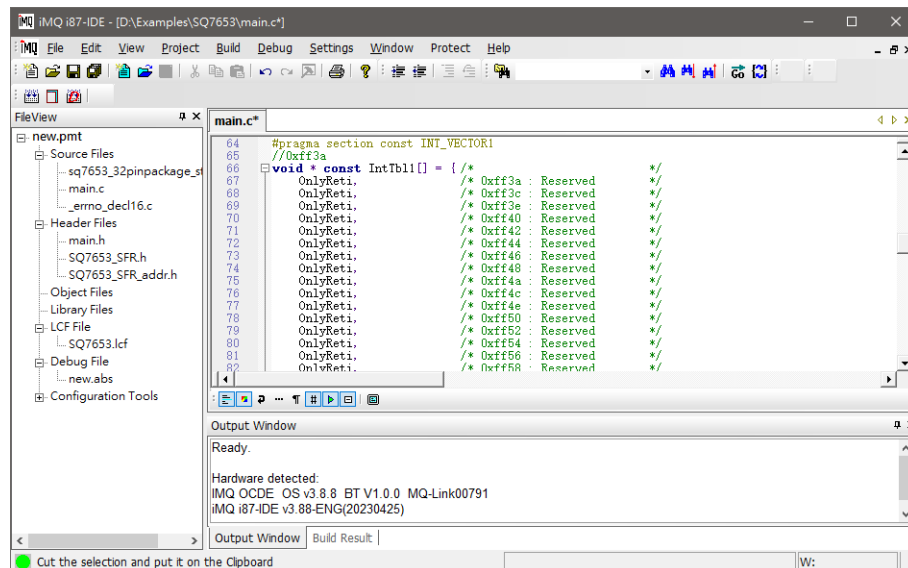 iMQ i87-IDE - [D:\Examples\SQ7653\main.c*]
File Edit View Project Build Debug Settings Window Protect Help
FileView
new.pmt
Source Files
main.c
_errno_decl16.c
Header Files
main.h
SQ7653_SFR.h
SQ7653_SFR_addr.h
Object Files
Library Files
LCF File
SQ7653.lcf
Debug File
new.abs
Configuration Tools
main.c*
64 #pragma section const INT_VECTOR1
65 //0xff3a
66 void * const IntTbl1[] = { /* */
67 OnlyReti, /* 0xff3a : Reserved */
68 OnlyReti, /* 0xff3c : Reserved */
69 OnlyReti, /* 0xff3e : Reserved */
70 OnlyReti, /* 0xff40 : Reserved */
71 OnlyReti, /* 0xff42 : Reserved */
72 OnlyReti, /* 0xff44 : Reserved */
73 OnlyReti, /* 0xff46 : Reserved */
74 OnlyReti, /* 0xff48 : Reserved */
75 OnlyReti, /* 0xff4a : Reserved */
76 OnlyReti, /* 0xff4c : Reserved */
77 OnlyReti, /* 0xff4e : Reserved */
78 OnlyReti, /* 0xff50 : Reserved */
79 OnlyReti, /* 0xff52 : Reserved */
80 OnlyReti, /* 0xff54 : Reserved */
81 OnlyReti, /* 0xff56 : Reserved */
82 OnlyReti, /* 0xff58 : Reserved */
Output Window
Ready.
Hardware detected:
IMQ OCDE OS v3.8.8 BT V1.0.0 MQ-Link00791
iMQ i87-IDE v3.88-ENG(20230425)
Output Window Build Result
Cut the selection and put it on the Clipboard W: